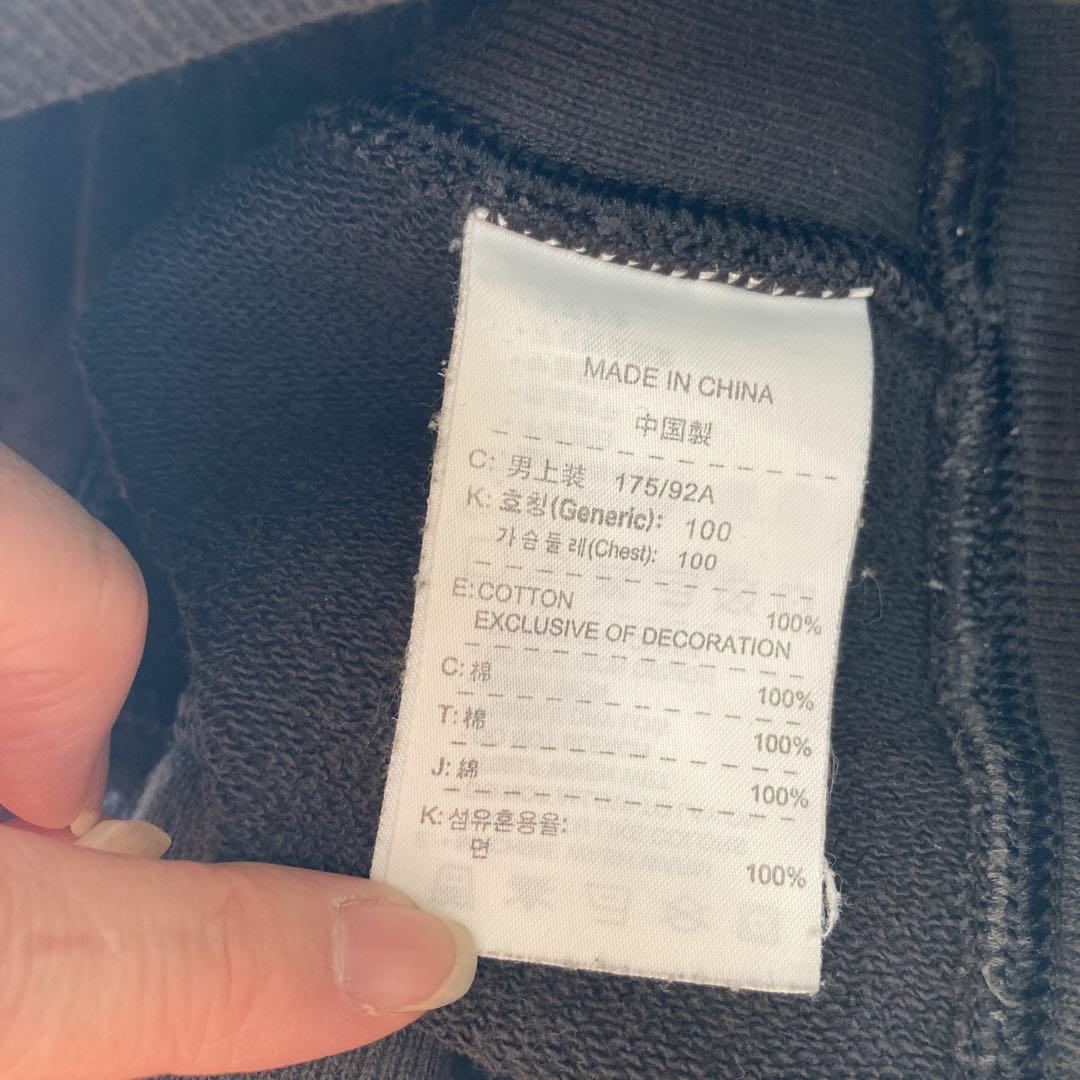 MADE IN CHINA
中国製
C: 男上装 175/92A
K: 호칭(Generic): 100
가슴둘레(Chest): 100
E: COTTON 100%
EXCLUSIVE OF DECORATION
C: 棉 100%
T: 棉 100%
J: 綿 100%
K: 섬유혼용율:
면 100%